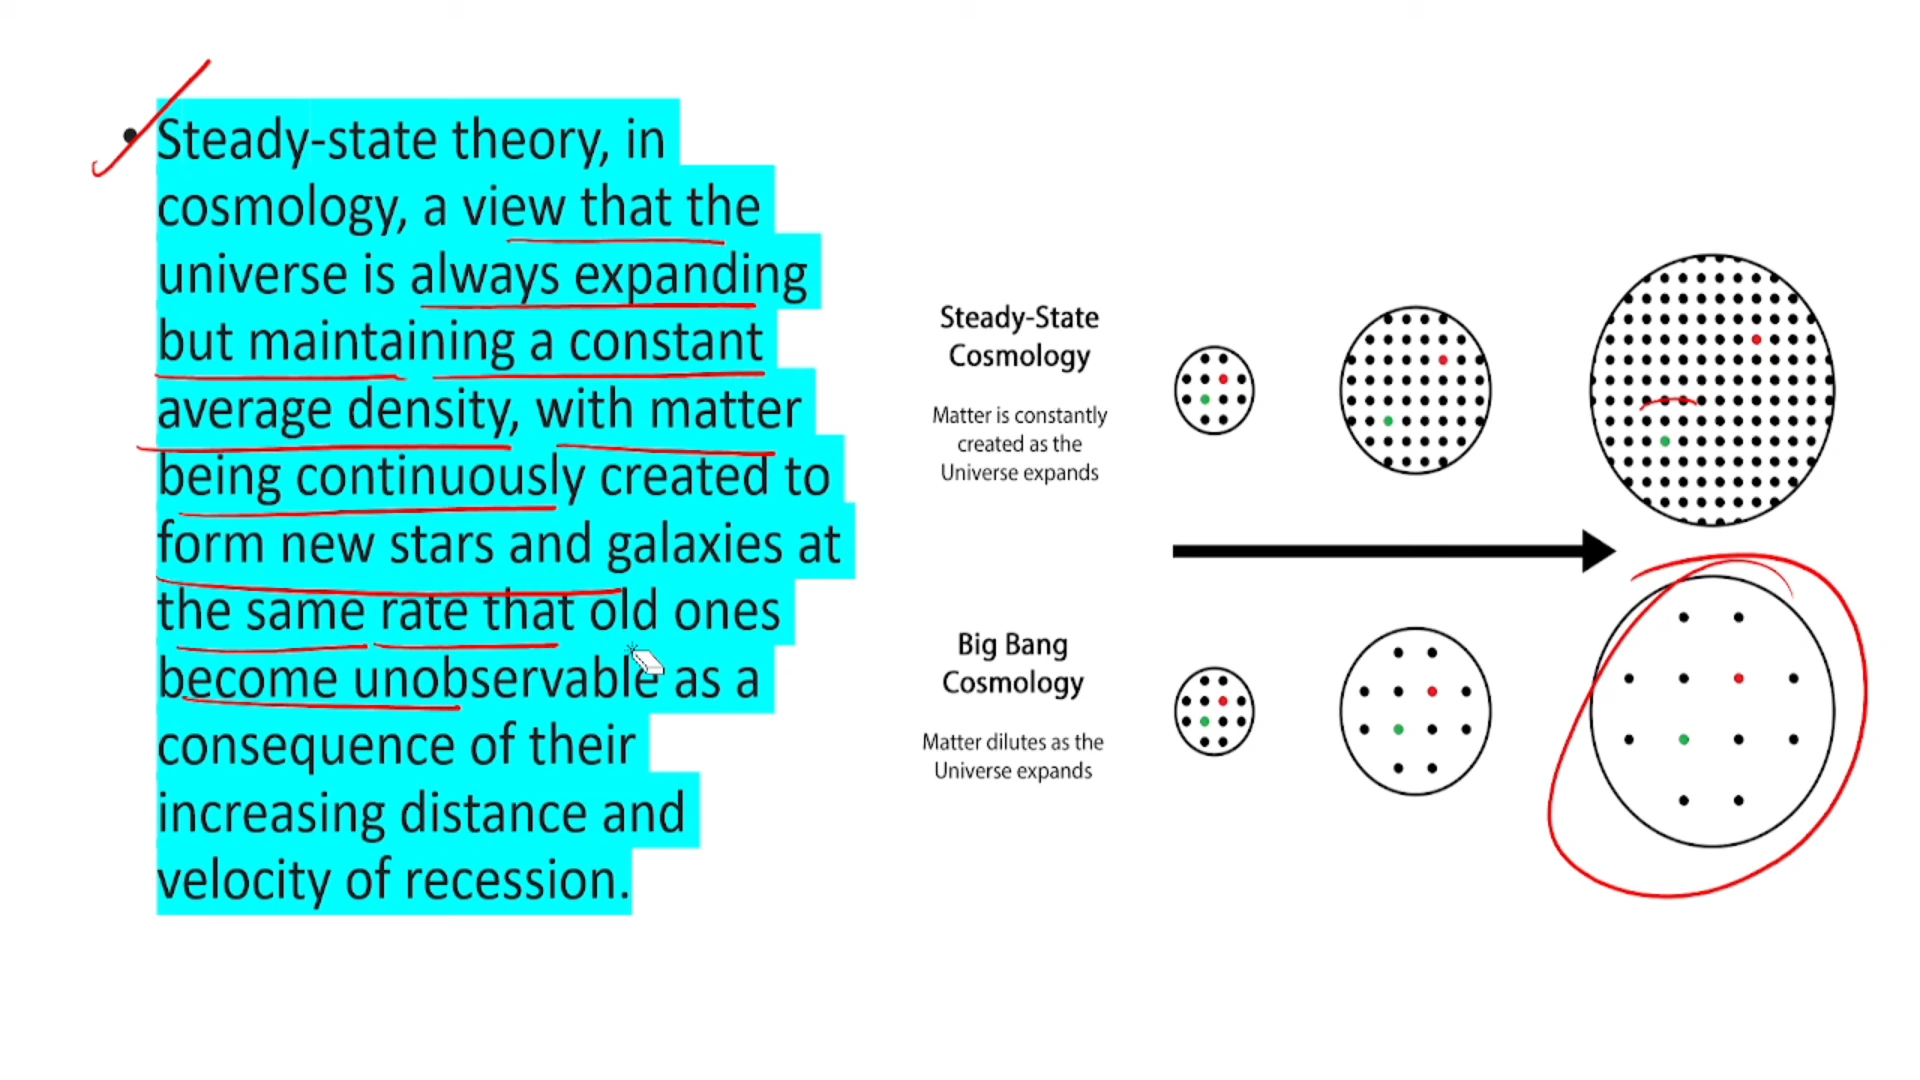 Steady-state theory, in
cosmology, a view that the
universe is always expanding
but maintaining a constant
average density, with matter
being continuously created to
form new stars and galaxies at
the same rate that old ones
become unobservable as a
consequence of their
increasing distance and
velocity of recession.
Steady-State
Cosmology
Matter is constantly
created as the
Universe expands
Big Bang
Cosmology
Matter dilutes as the
Universe expands